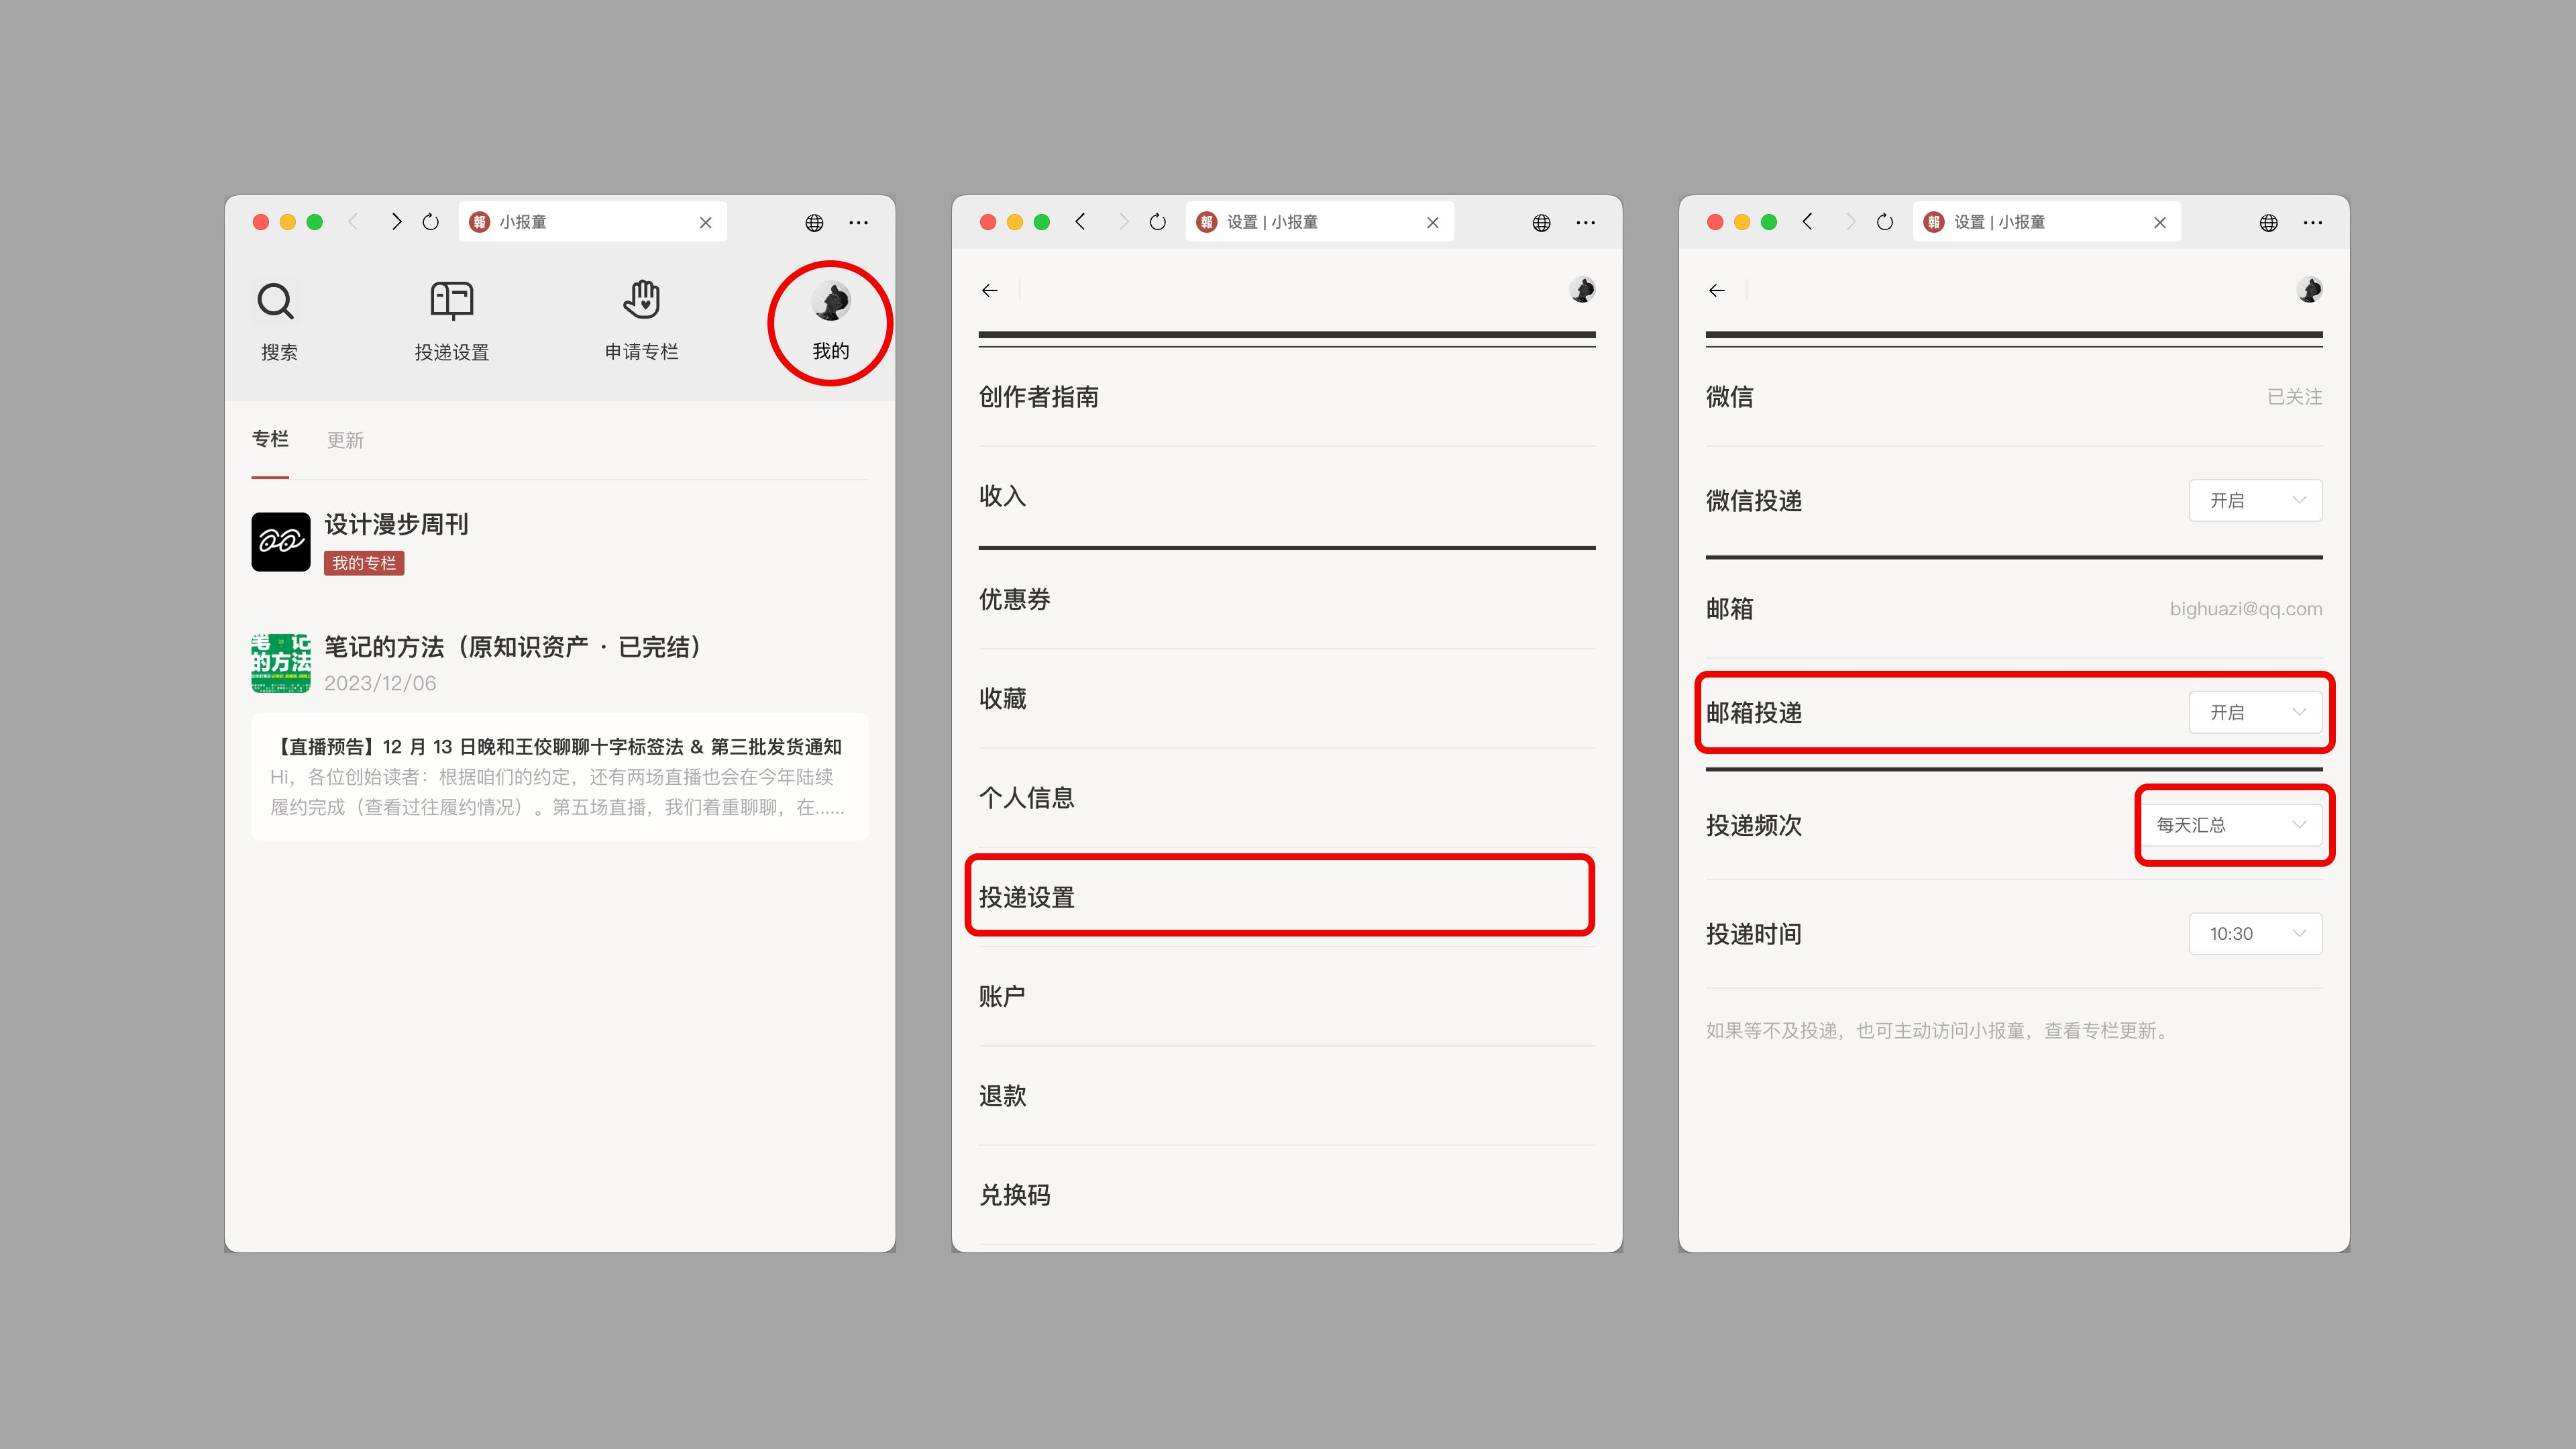 小报童
搜索
投递设置
申请专栏
我的
专栏
更新
设计漫步周刊
我的专栏
笔记的方法（原知识资产 · 已完结）
2023/12/06
【直播预告】12 月 13 日晚和王佼聊聊十字标签法 & 第三批发货通知
Hi，各位创始读者：根据咱们的约定，还有两场直播也会在今年陆续
履约完成（查看过往履约情况）。第五场直播，我们着重聊聊，在......
報 设置 | 小报童
创作者指南
收入
优惠券
收藏
个人信息
投递设置
账户
退款
兑换码
報 设置 | 小报童
微信
已关注
微信投递
开启
邮箱
bighuazi@qq.com
邮箱投递
开启
投递频次
每天汇总
投递时间
10:30
如果等不及投递，也可主动访问小报童，查看专栏更新。